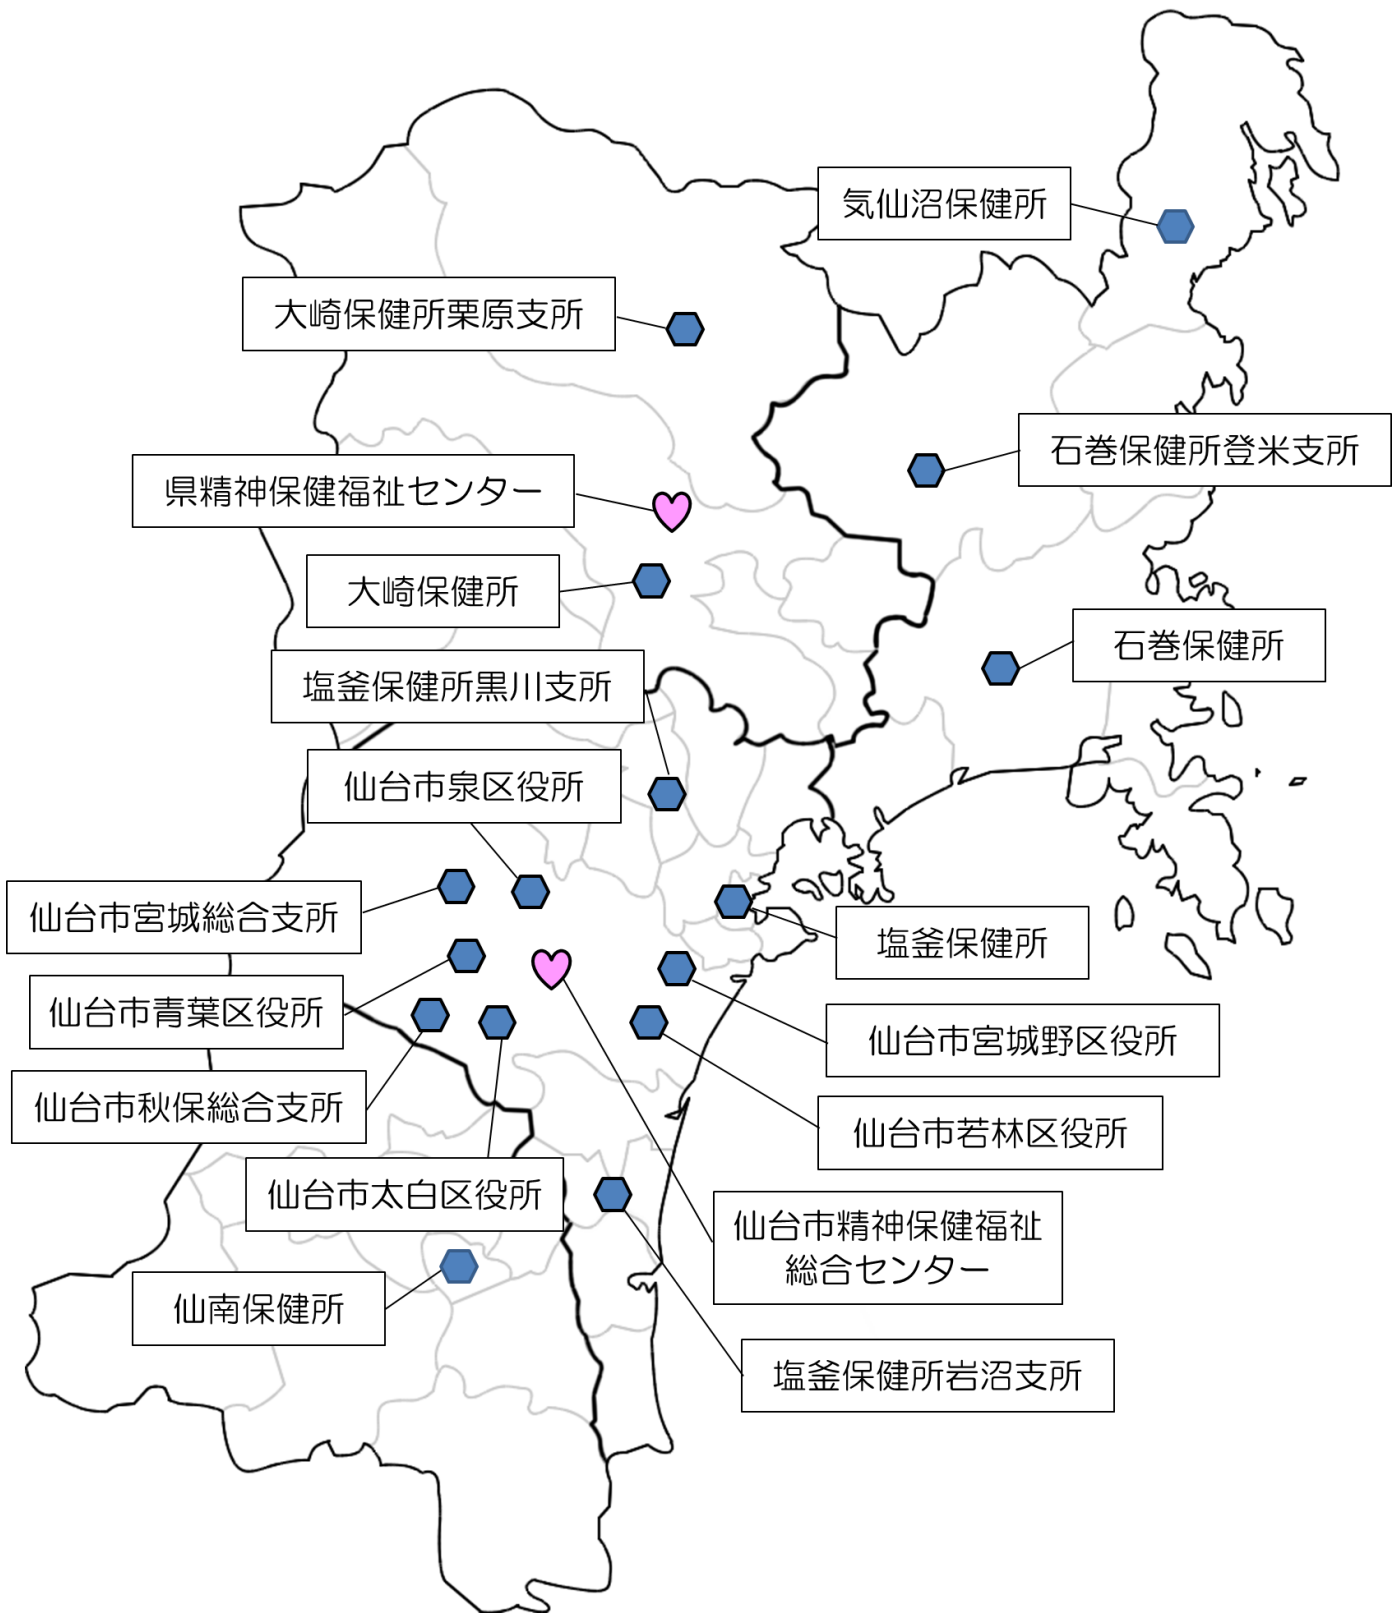 気仙沼保健所
大崎保健所栗原支所
石巻保健所登米支所
県精神保健福祉センター
大崎保健所
石巻保健所
塩釜保健所黒川支所
仙台市泉区役所
仙台市宮城総合支所
塩釜保健所
仙台市青葉区役所
仙台市宮城野区役所
仙台市秋保総合支所
仙台市若林区役所
仙台市太白区役所
仙台市精神保健福祉
総合センター
仙南保健所
塩釜保健所岩沼支所